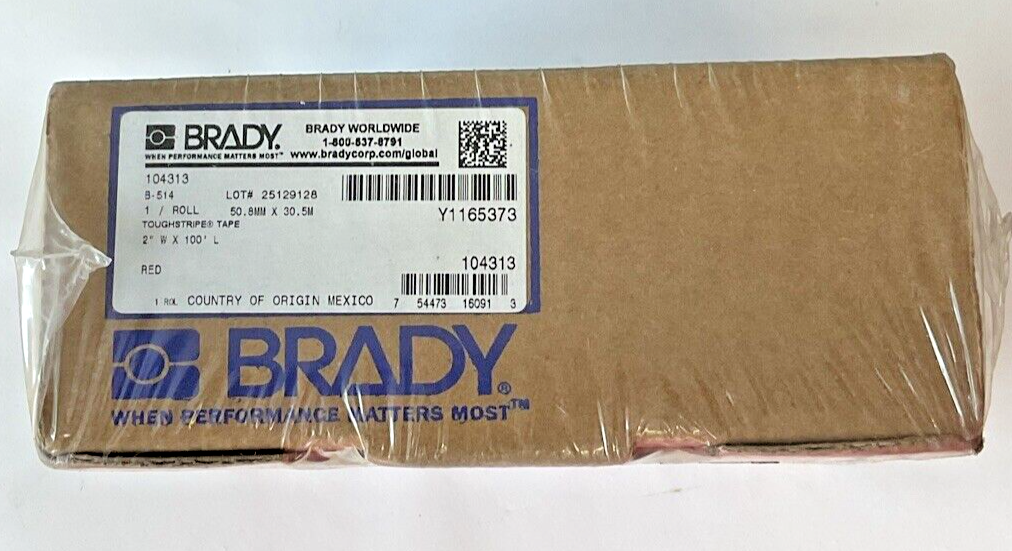 BRADY.
WHEN PERFORMANCE MATTERS MOST™
BRADY WORLDWIDE
1-800-537-8791
www.bradycorp.com/global
104313
B-514 LOT# 25129128
1 / ROLL 50.8MM X 30.5M
Y1165373
TOUGHSTRIPE® TAPE
2" W X 100' L
RED
104313
1 ROL COUNTRY OF ORIGIN MEXICO
7 54473 16091 3
BRADY®
WHEN PERFORMANCE MATTERS MOST™